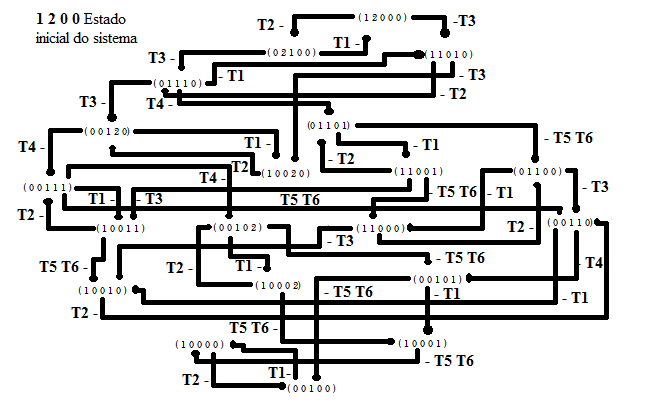 1 2 0 0 Estado
inicial do sistema
T2 -
(12000)
-T3
T1 -
T3 -
(02100)
(11010)
(01110)
- T1
- T3
- T2
T3 -
T4 -
(01101)
(00120)
T4 -
T1 -
- T1
- T5 T6
- T2
T2
(10020)
(11001)
(01100)
T4 -
(00111)
- T3
T1 -
- T3
T5 T6
- T5 T6
- T1
T2 -
(10011)
(00102)
(11000)
T2 -
(00110)
- T3
T5 T6 -
T2 -
T1 -
- T5 T6
- T4
(10010)
(10002)
- T5 T6
(00101)
- T1
- T1
T2 -
T5 T6 -
(10000)
(10001)
- T5 T6
T2 -
T1-
(00100)